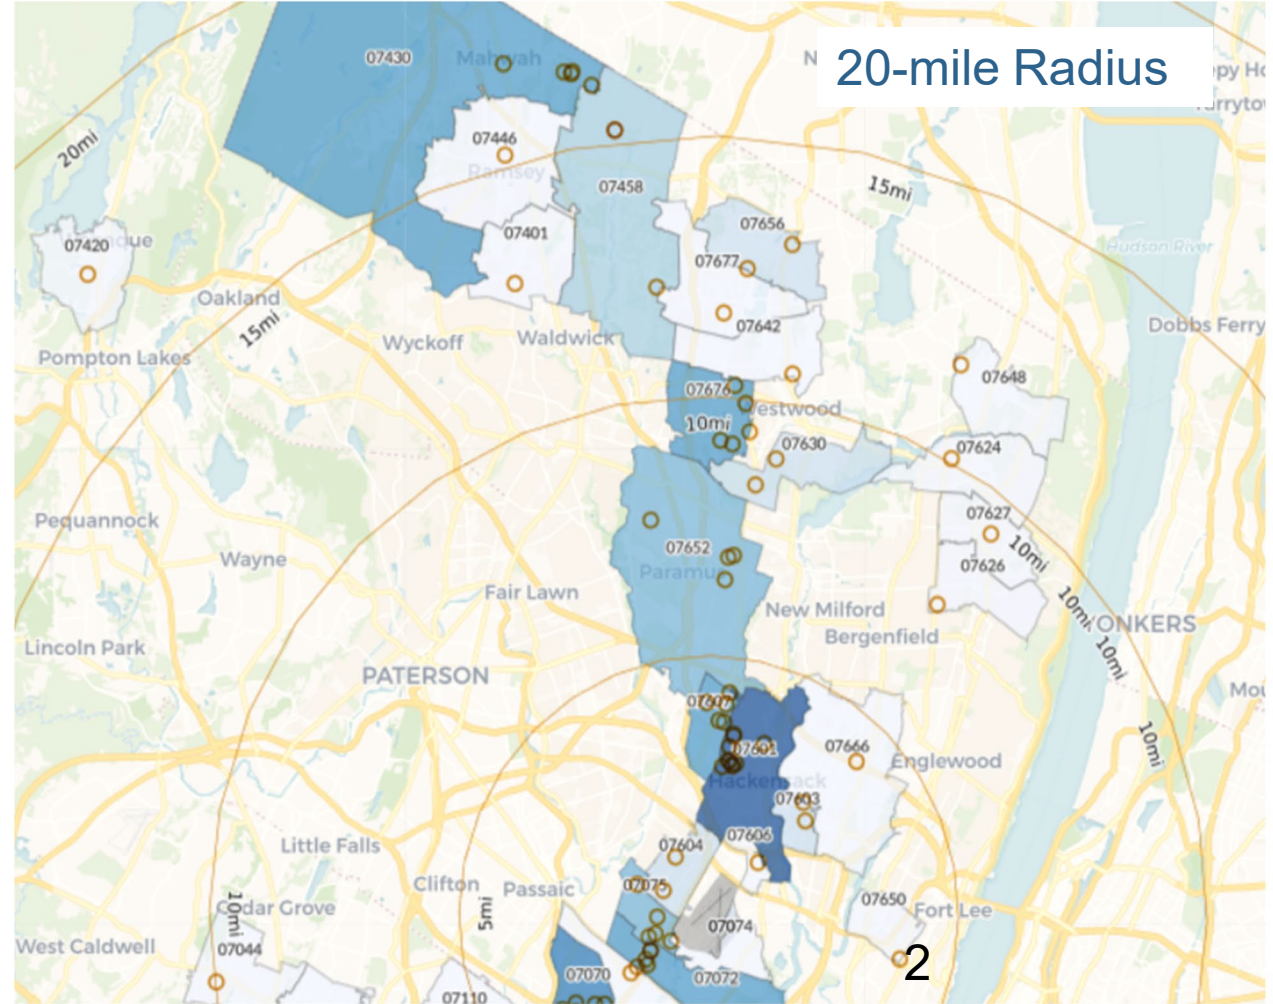 07430
Mahwah
20-mile Radius
20mi
07446
Ramsey
07458
15mi
07420
07401
07656
07677
Hudson River
Oakland
15mi
Wyckoff
Waldwick
07642
Dobbs Ferry
Pompton Lakes
07676
07648
10mi
Westwood
07630
07624
Pequannock
07627
Wayne
07652
10mi
Paramus
07626
Fair Lawn
10mi
New Milford
YONKERS
Bergenfield
Lincoln Park
10mi
PATERSON
07607
07601
07666
10mi
Englewood
Hackensack
07603
07606
Little Falls
07604
Clifton
Passaic
07075
10mi
Cedar Grove
5mi
07650
Fort Lee
07074
West Caldwell
07044
07070
07072
2
07110